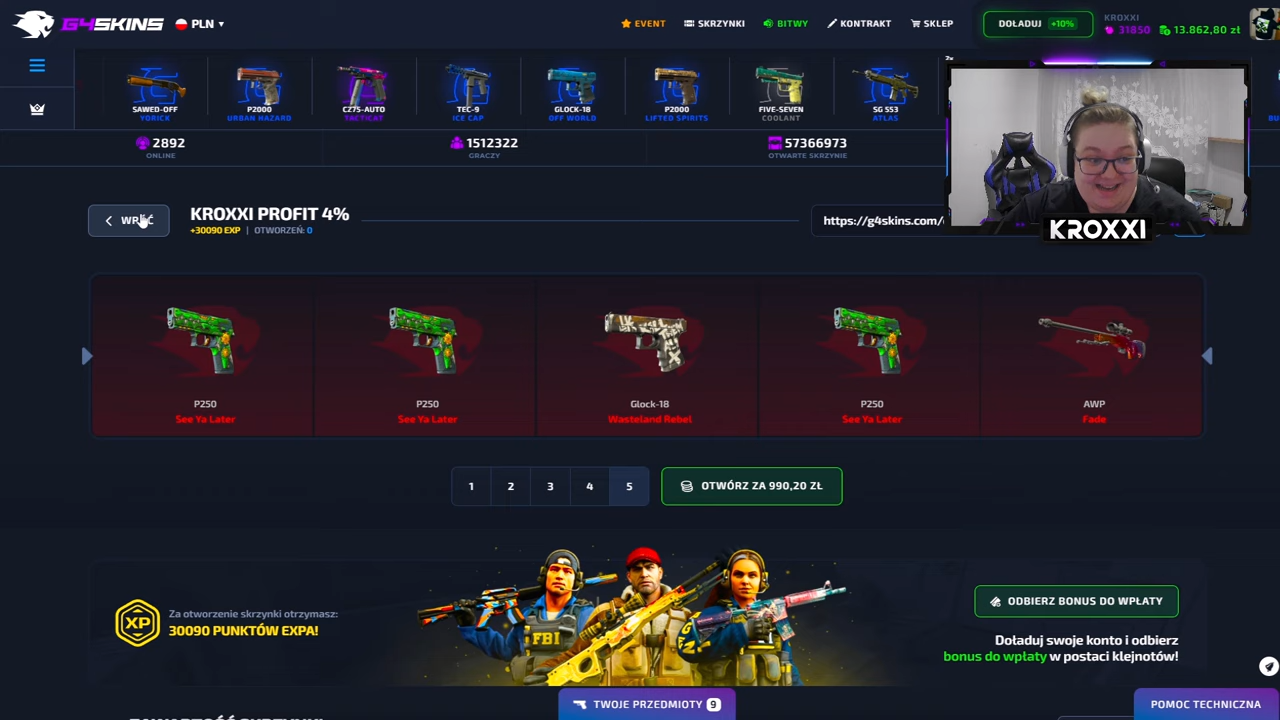 G4SKINS
PLN
EVENT
SKRZYNKI
BITWY
KONTRAKT
SKLEP
DOŁADUJ +10%
KROXXI
31850
13.862,80 zł
SAWED-OFF
YORICK
P2000
URBAN HAZARD
CZ75-AUTO
TACTICAT
TEC-9
ICE CAP
GLOCK-18
OFF WORLD
P2000
LIFTED SPIRITS
FIVE-SEVEN
COOLANT
SG 553
ATLAS
2892
ONLINE
1512322
GRACZY
57366973
OTWARTE SKRZYNIE
KROXXI
KROXXI PROFIT 4%
+30090 EXP | OTWORZEŃ: 0
https://g4skins.com/
P250
See Ya Later
P250
See Ya Later
Glock-18
Wasteland Rebel
P250
See Ya Later
AWP
Fade
1 2 3 4 5
OTWÓRZ ZA 990,20 ZŁ
FBI
XP
Za otworzenie skrzynki otrzymasz:
30090 PUNKTÓW EXPA!
ODBIERZ BONUS DO WPŁATY
Doładuj swoje konto i odbierz
bonus do wpłaty w postaci klejnotów!
TWOJE PRZEDMIOTY 9
POMOC TECHNICZNA